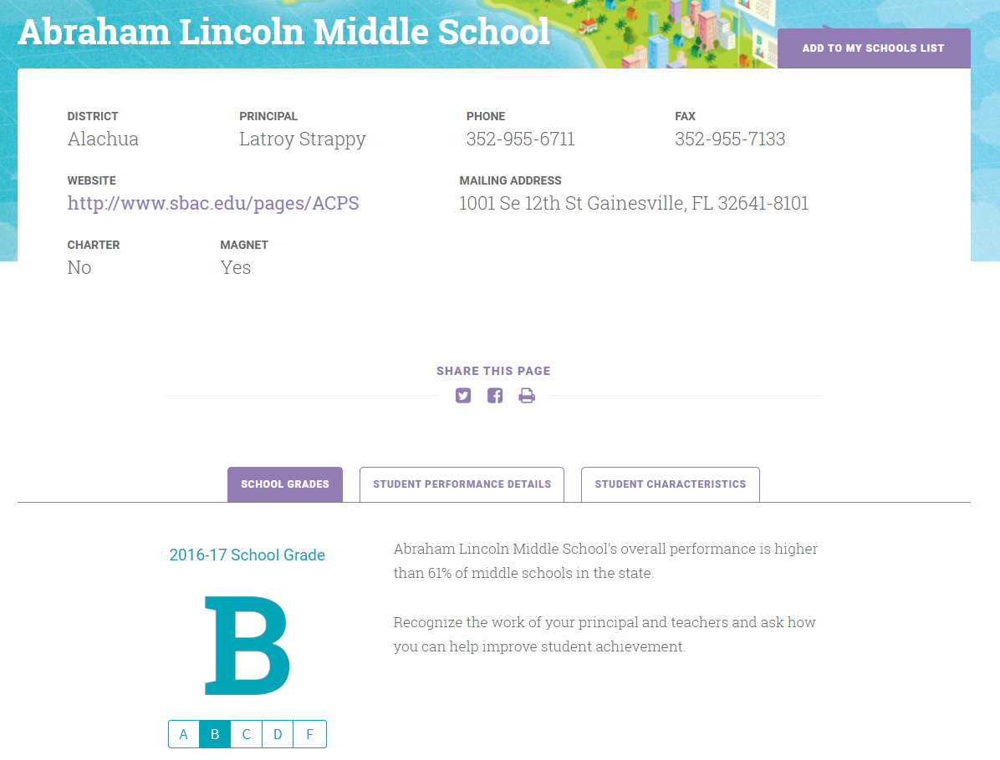 Abraham Lincoln Middle School
ADD TO MY SCHOOLS LIST
DISTRICT
Alachua
PRINCIPAL
Latroy Strappy
PHONE
352-955-6711
FAX
352-955-7133
WEBSITE
http://www.sbac.edu/pages/ACPS
MAILING ADDRESS
1001 Se 12th St Gainesville, FL 32641-8101
CHARTER
No
MAGNET
Yes
SHARE THIS PAGE
SCHOOL GRADES
STUDENT PERFORMANCE DETAILS
STUDENT CHARACTERISTICS
2016-17 School Grade
B
A B C D F
Abraham Lincoln Middle School's overall performance is higher
than 61% of middle schools in the state.
Recognize the work of your principal and teachers and ask how
you can help improve student achievement.